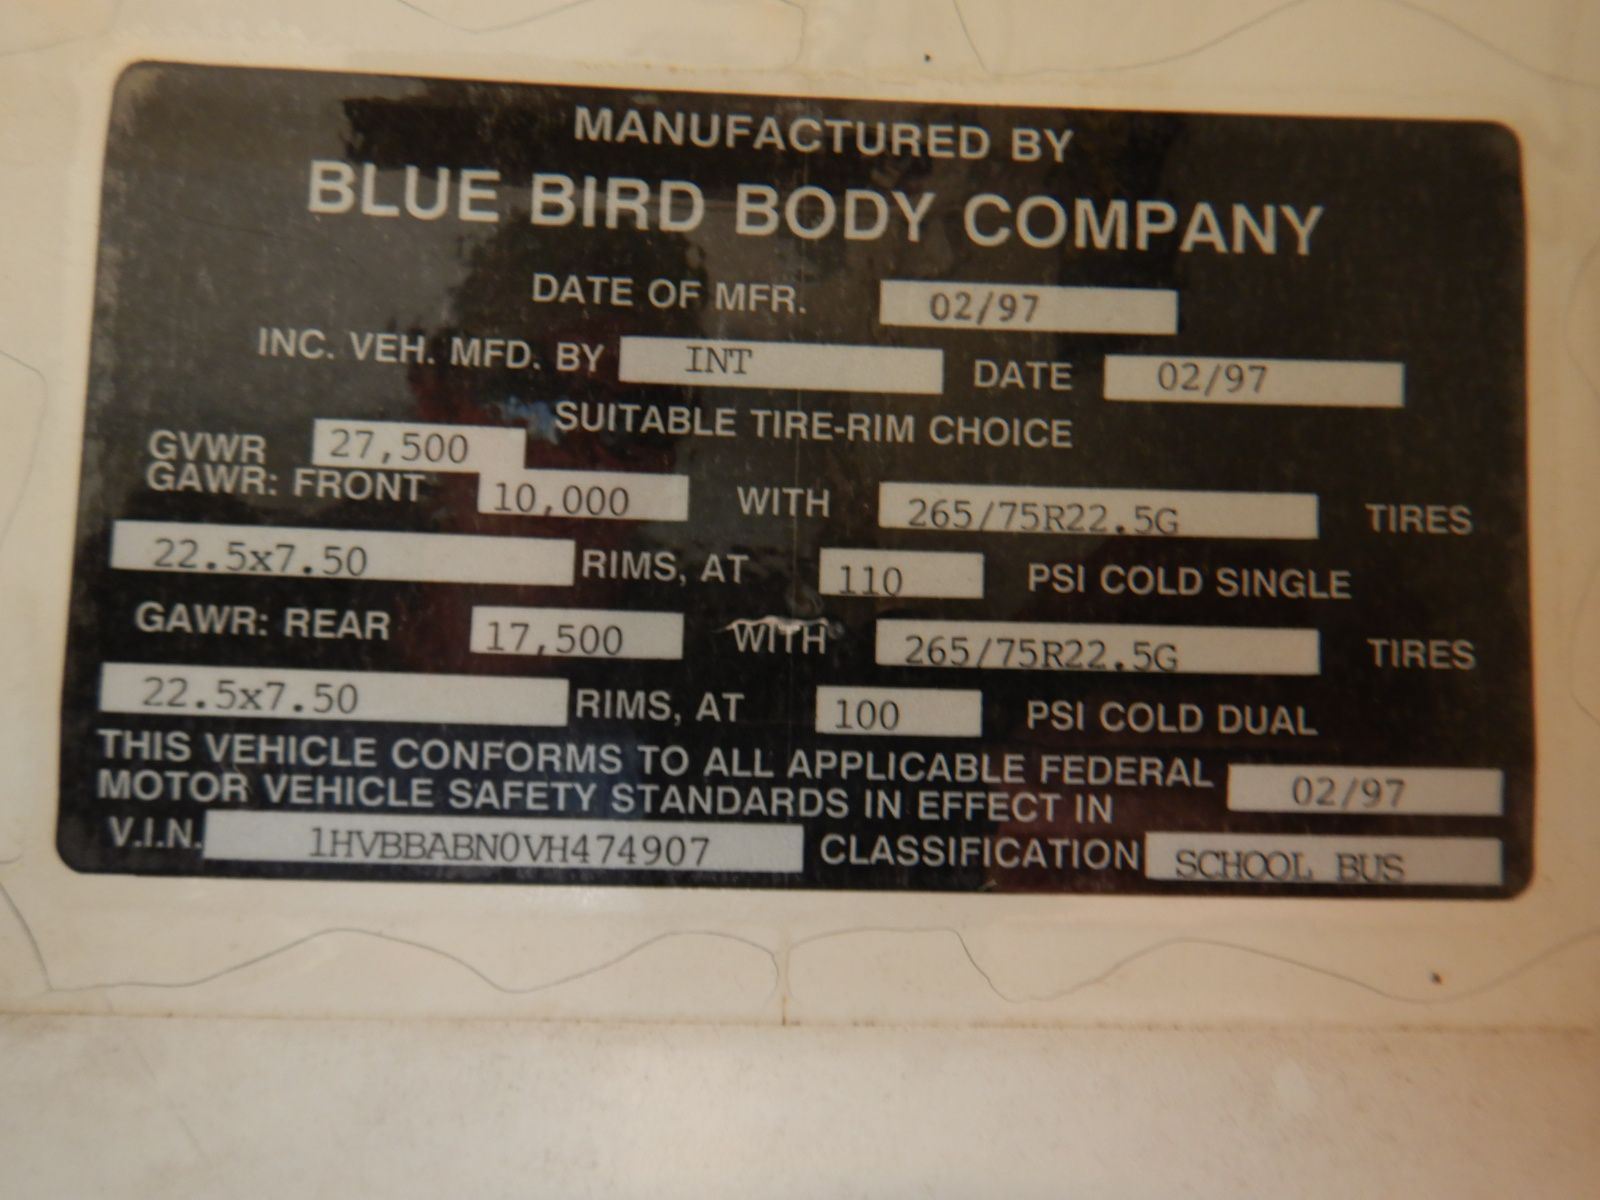 MANUFACTURED BY
BLUE BIRD BODY COMPANY
DATE OF MFR. 02/97
INC. VEH. MFD. BY INT DATE 02/97
SUITABLE TIRE-RIM CHOICE
GVWR 27,500
GAWR: FRONT 10,000 WITH 265/75R22.5G TIRES
22.5x7.50 RIMS, AT 110 PSI COLD SINGLE
GAWR: REAR 17,500 WITH 265/75R22.5G TIRES
22.5x7.50 RIMS, AT 100 PSI COLD DUAL
THIS VEHICLE CONFORMS TO ALL APPLICABLE FEDERAL
MOTOR VEHICLE SAFETY STANDARDS IN EFFECT IN 02/97
V.I.N. 1HVBBABN0VH474907 CLASSIFICATION SCHOOL BUS